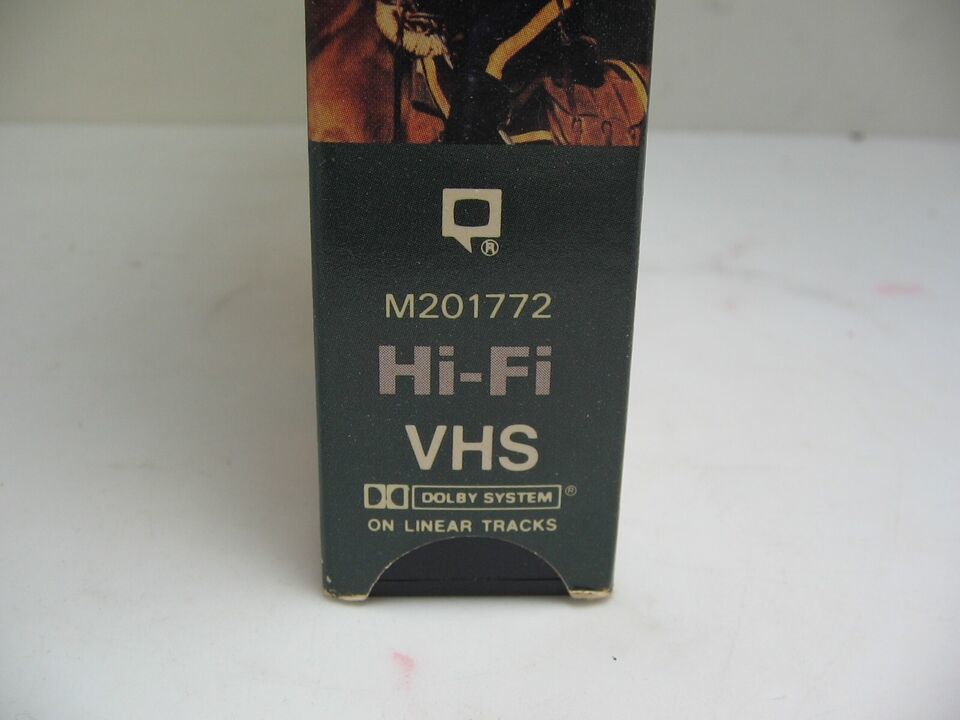 ®
M201772
Hi-Fi
VHS
DOLBY SYSTEM ®
ON LINEAR TRACKS